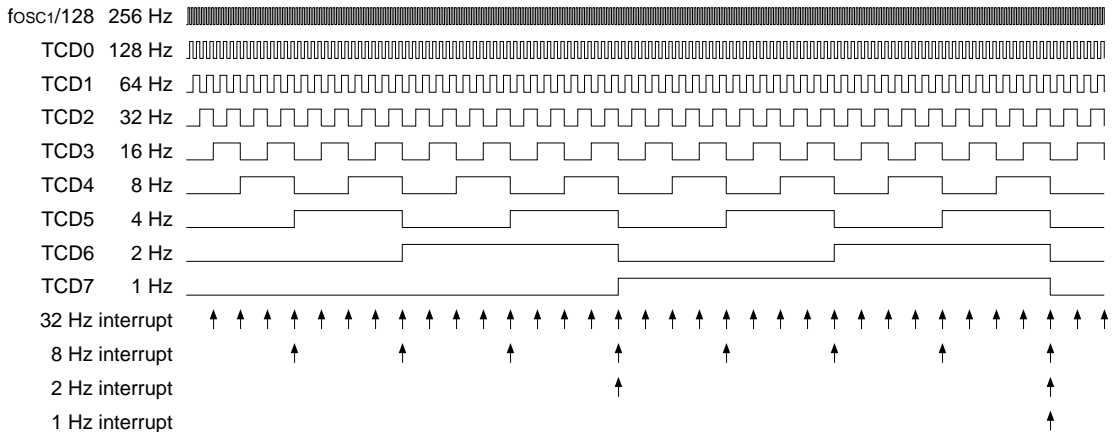 fOSC1/128 256 Hz
TCD0 128 Hz
TCD1 64 Hz
TCD2 32 Hz
TCD3 16 Hz
TCD4 8 Hz
TCD5 4 Hz
TCD6 2 Hz
TCD7 1 Hz
32 Hz interrupt
8 Hz interrupt
2 Hz interrupt
1 Hz interrupt